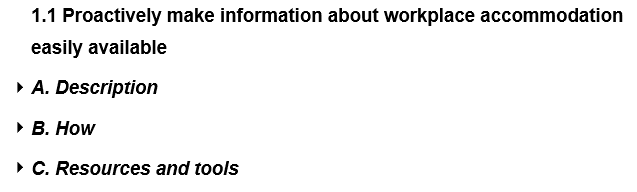 1.1 Proactively make information about workplace accommodation
easily available
A. Description
B. How
C. Resources and tools